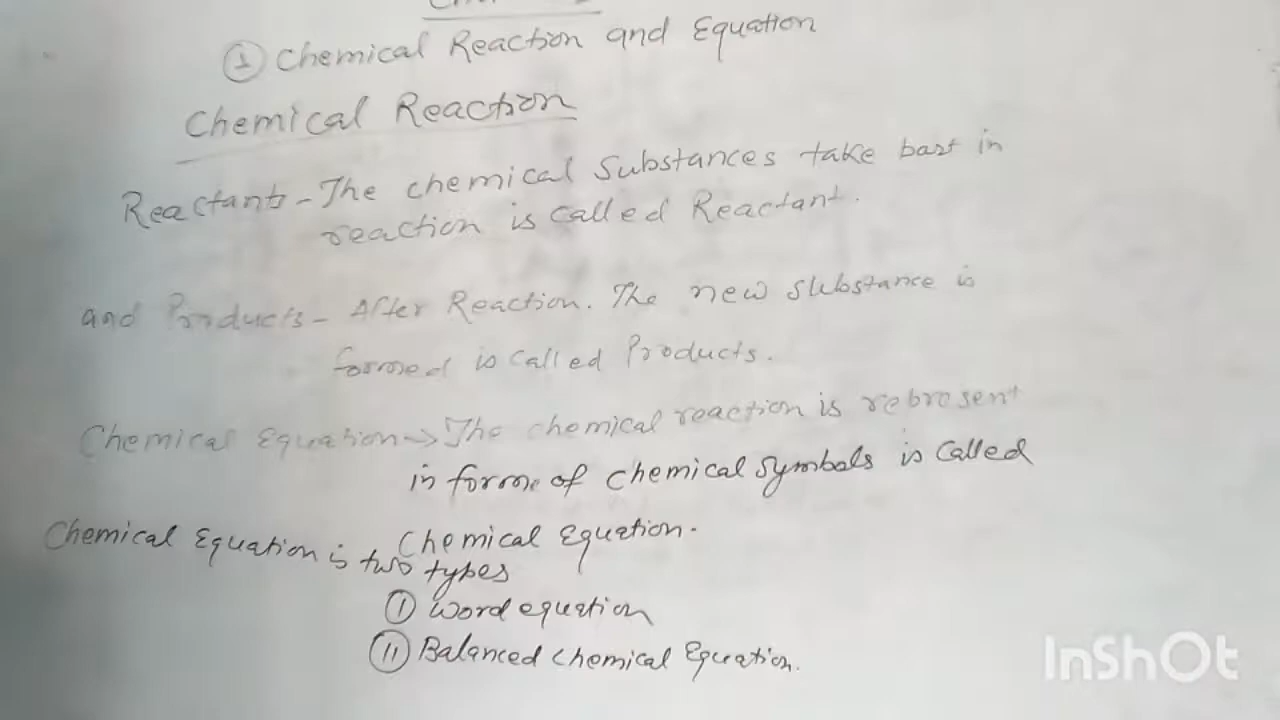 ① Chemical Reaction and Equation
Chemical Reaction
Reactants - The chemical Substances take bast in
reaction is called Reactant.
and Products - After Reaction. The new substance is
formed is called Products.
Chemical Equation → The chemical reaction is rebresent
in forme of chemical symbols is called
Chemical Equation.
Chemical Equation is two types
① word equation
⑪ Balanced chemical Equation.
InShOt